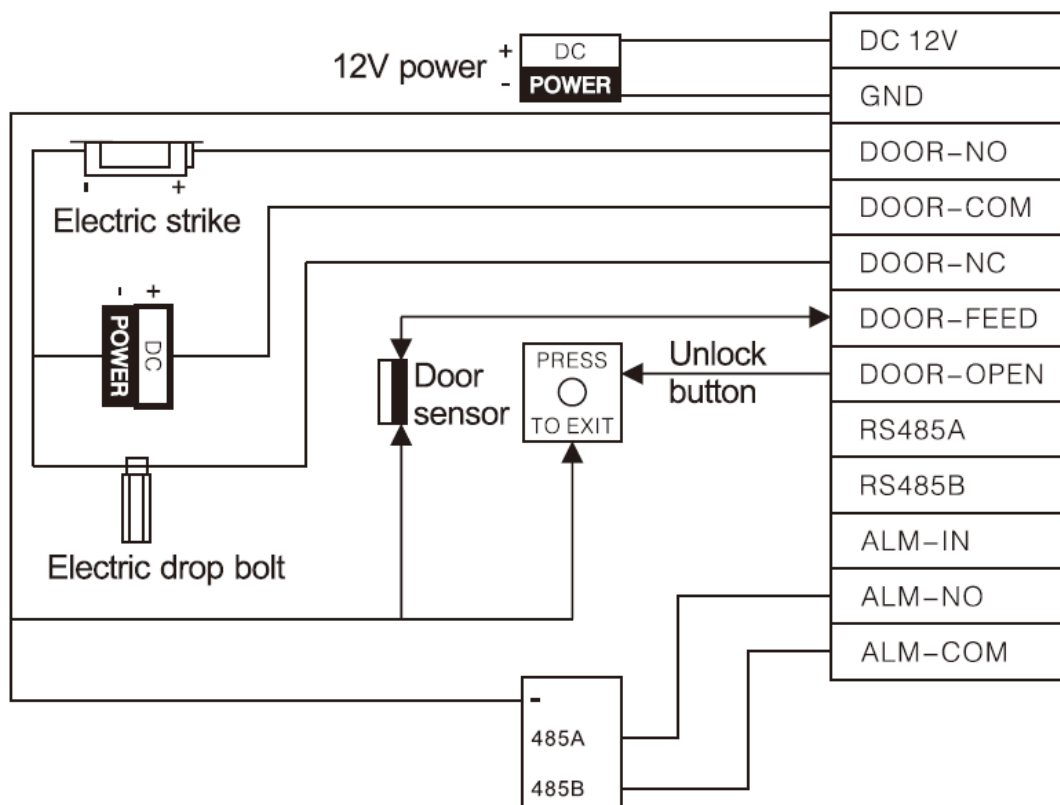 12V power
+
-
DC
POWER
DC 12V
GND
DOOR-NO
DOOR-COM
DOOR-NC
DOOR-FEED
DOOR-OPEN
RS485A
RS485B
ALM-IN
ALM-NO
ALM-COM
-
+
Electric strike
-
+
POWER
DC
Electric drop bolt
Door
sensor
PRESS
TO EXIT
Unlock
button
-
485A
485B